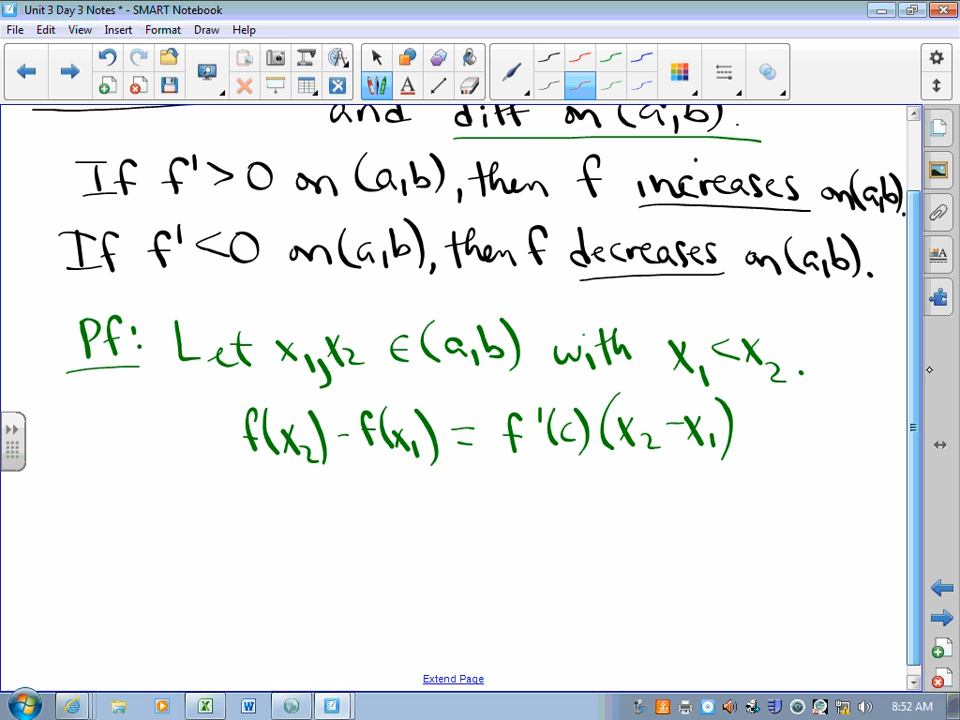 Unit 3 Day 3 Notes * - SMART Notebook
File Edit View Insert Format Draw Help
and diff on (a,b).
If f' > 0 on (a,b), then f increases on (a,b).
If f' < 0 on (a,b), then f decreases on (a,b).
Pf: Let x₁, x₂ ∈ (a,b) with x₁ < x₂.
f(x₂) - f(x₁) = f'(c)(x₂ - x₁)
Extend Page
8:52 AM